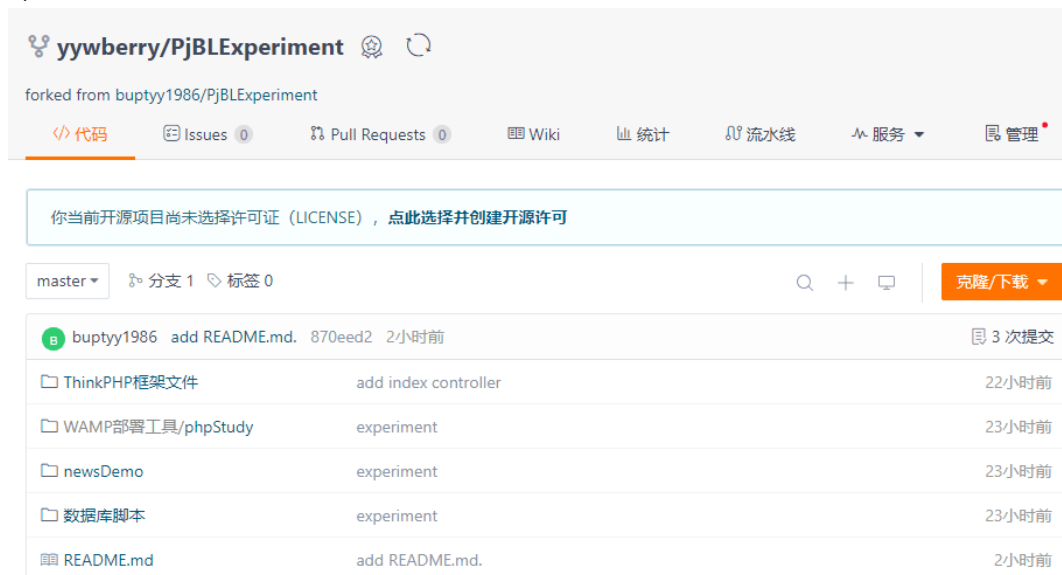 yywberry/PjBLExperiment
forked from buptyy1986/PjBLExperiment
</> 代码 Issues 0 Pull Requests 0 Wiki 统计 流水线 服务 管理
你当前开源项目尚未选择许可证（LICENSE），点此选择并创建开源许可
master 分支 1 标签 0 克隆/下载
B buptyy1986 add README.md. 870eed2 2小时前 3 次提交
ThinkPHP框架文件 add index controller 22小时前
WAMP部署工具/phpStudy experiment 23小时前
newsDemo experiment 23小时前
数据库脚本 experiment 23小时前
README.md add README.md. 2小时前